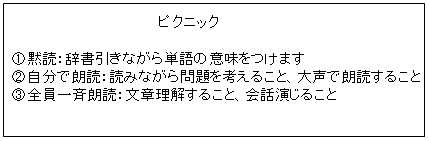 ピクニック
①黙読：辞書引きながら単語の意味をつけます
②自分で朗読：読みながら問題を考えること、大声で朗読すること
③全員一斉朗読：文章理解すること、会話演じること